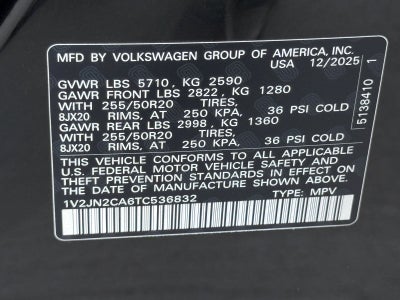 MFD BY VOLKSWAGEN GROUP OF AMERICA, INC.
USA 12/2025
GVWR LBS 5710, KG 2590
GAWR FRONT LBS 2822, KG 1280
WITH 255/50R20 TIRES,
8JX20 RIMS, AT 250 KPA, 36 PSI COLD
GAWR REAR LBS 2998, KG 1360
WITH 255/50R20 TIRES,
8JX20 RIMS, AT 250 KPA, 36 PSI COLD
THIS VEHICLE CONFORMS TO ALL APPLICABLE
U.S. FEDERAL MOTOR VEHICLE SAFETY AND
THEFT PREVENTION STANDARDS IN EFFECT ON
THE DATE OF MANUFACTURE SHOWN ABOVE.
1V2JN2CA6TC536832 TYPE: MPV
5138410 1